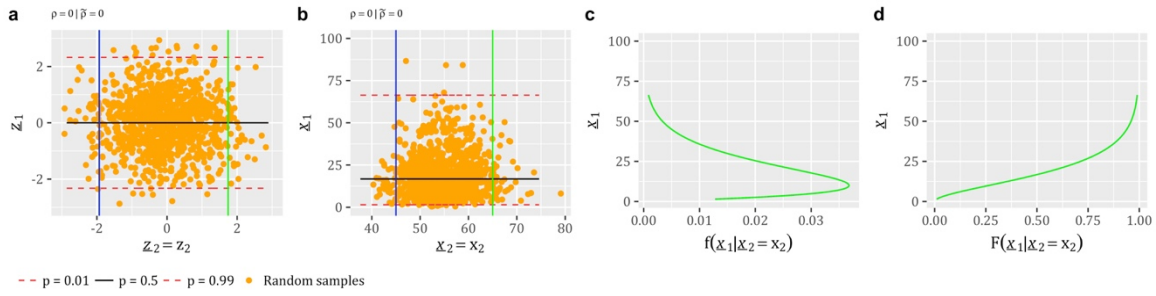 a
ρ = 0 | ρ̃ = 0
2
0
-2
z̲₁
-2
0
2
z̲₂ = z₂
b
ρ = 0 | ρ̃ = 0
100
75
50
25
0
x̲₁
40
50
60
70
80
x̲₂ = x₂
c
100
75
50
25
0
x̲₁
0.00
0.01
0.02
0.03
f(x̲₁|x̲₂ = x₂)
d
100
75
50
25
0
x̲₁
0.00
0.25
0.50
0.75
1.00
F(x̲₁|x̲₂ = x₂)
p = 0.01
p = 0.5
p = 0.99
Random samples